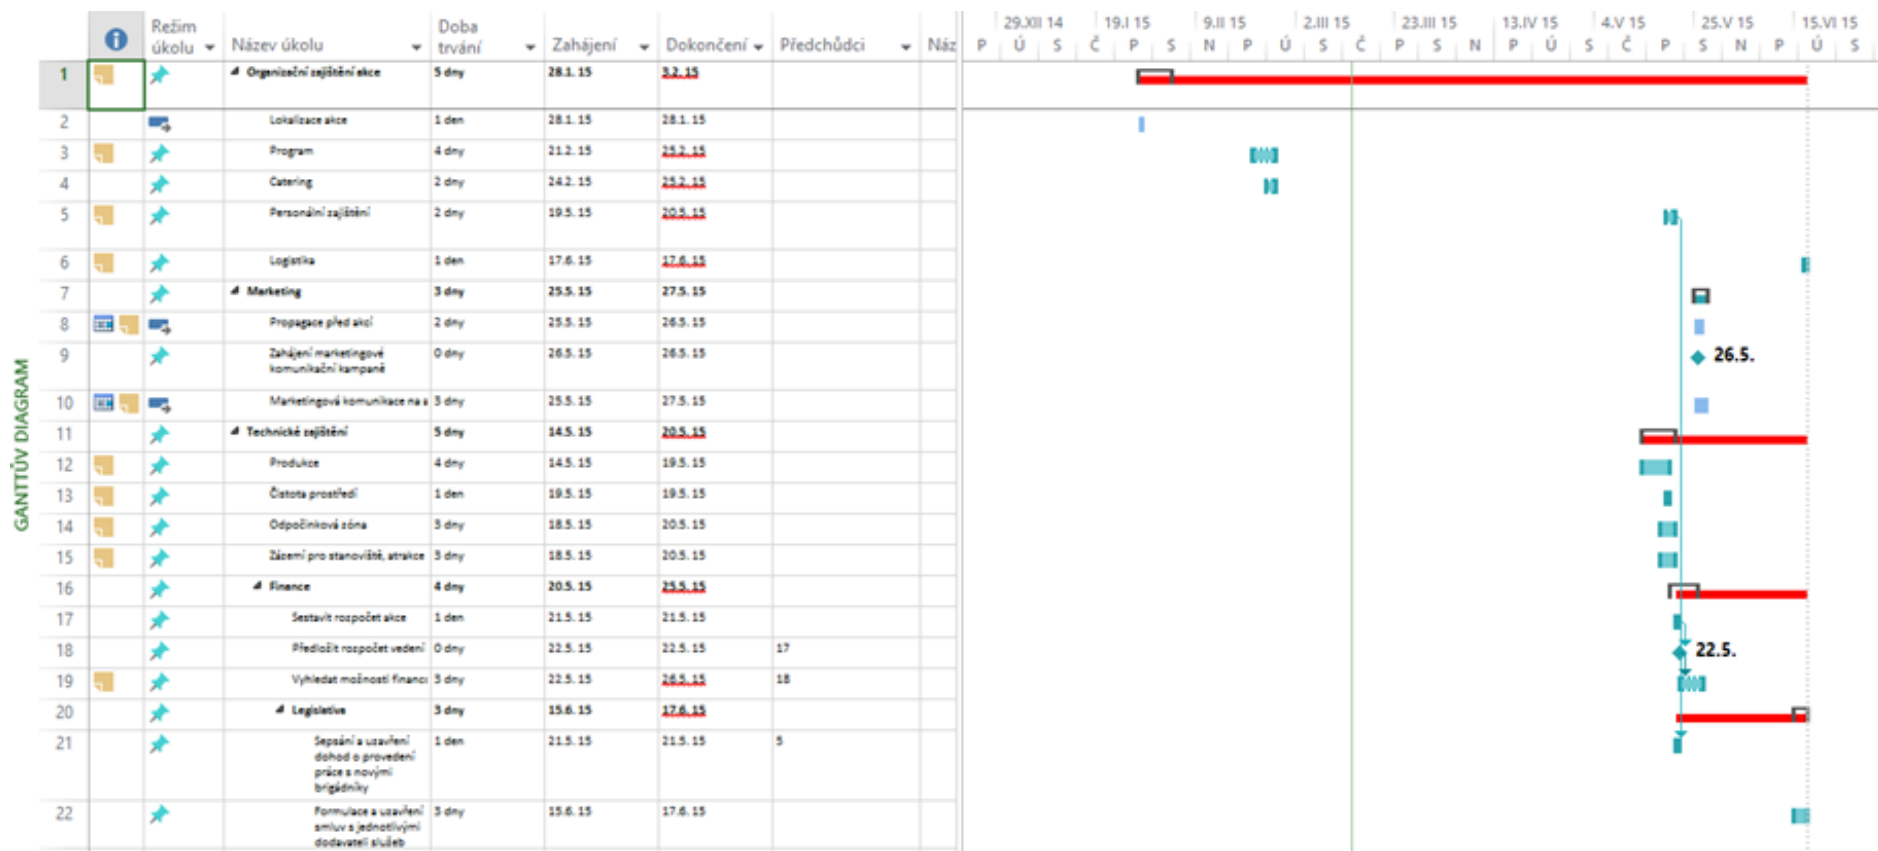 29.XII 14 19.I 15 9.II 15 2.III 15 23.III 15 13.IV 15 4.V 15 25.V 15 15.VI 15
Režim úkolu Název úkolu Doba trvání Zahájení Dokončení Předchůdci Náz P Ú S Č P S N P Ú S Č P S N P Ú S Č P S N P Ú S
1 Organizační zajištění akce 5 dny 28.1. 15 3.2. 15
2 Lokalizace akce 1 den 28.1. 15 28.1. 15
3 Program 4 dny 21.2. 15 25.2. 15
4 Catering 2 dny 24.2. 15 25.2. 15
5 Personální zajištění 2 dny 19.5. 15 20.5. 15
6 Logistika 1 den 17.6. 15 17.6. 15
7 Marketing 3 dny 25.5. 15 27.5. 15
8 Propagace před akcí 2 dny 25.5. 15 26.5. 15
9 Zahájení marketingové 0 dny 26.5. 15 26.5. 15 26.5.
komunikační kampaně
10 Marketingová komunikace na a 3 dny 25.5. 15 27.5. 15
11 Technické zajištění 5 dny 14.5. 15 20.5. 15
12 Produkce 4 dny 14.5. 15 19.5. 15
13 Čistota prostředí 1 den 19.5. 15 19.5. 15
14 Odpočinková zóna 3 dny 18.5. 15 20.5. 15
15 Zázemí pro stanoviště, atrakce 3 dny 18.5. 15 20.5. 15
16 Finance 4 dny 20.5. 15 25.5. 15
17 Sestavit rozpočet akce 1 den 21.5. 15 21.5. 15
18 Předložit rozpočet vedení 0 dny 22.5. 15 22.5. 15 17 22.5.
19 Vyhledat možnosti financ 3 dny 22.5. 15 26.5. 15 18
20 Legislativa 3 dny 15.6. 15 17.6. 15
21 Sepsání a uzavření 1 den 21.5. 15 21.5. 15 5
dohod o provedení
práce s novými
brigádníky
22 Formulace a uzavření 3 dny 15.6. 15 17.6. 15
smluv s jednotlivými
dodavateli služeb
GANTTŮV DIAGRAM